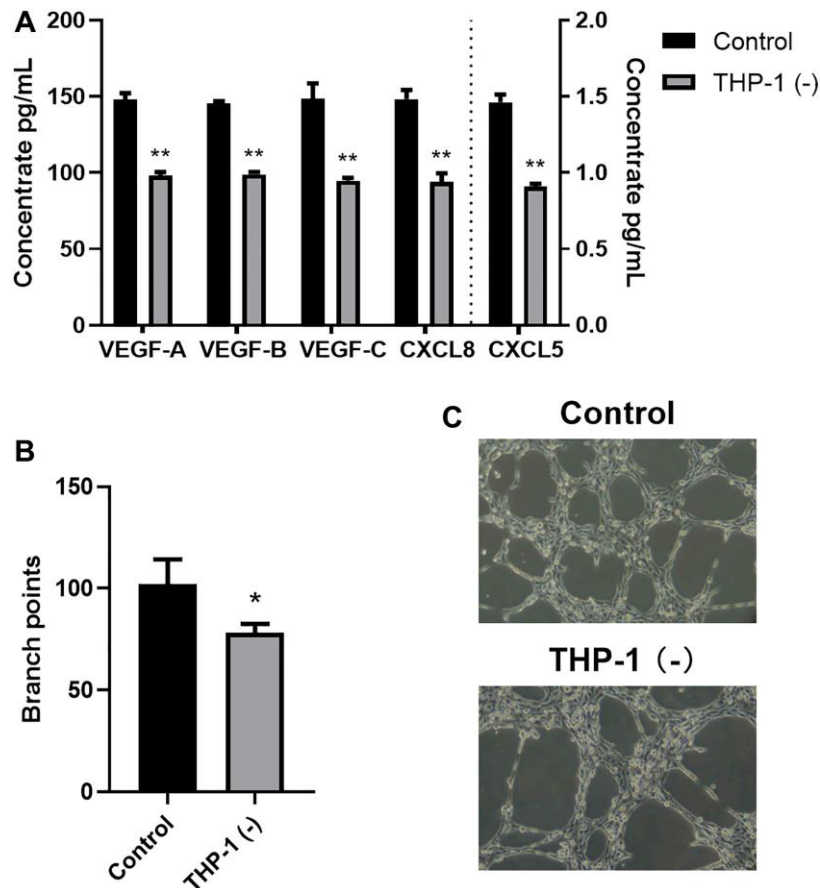 A
200
150
100
50
0
Concentrate pg/mL
** ** ** ** **
2.0
1.5
1.0
0.5
0.0
Concentrate pg/mL
VEGF-A VEGF-B VEGF-C CXCL8 CXCL5
Control
THP-1 (-)
B
150
100
50
0
Branch points
*
Control
THP-1 (-)
C
Control
THP-1（-）